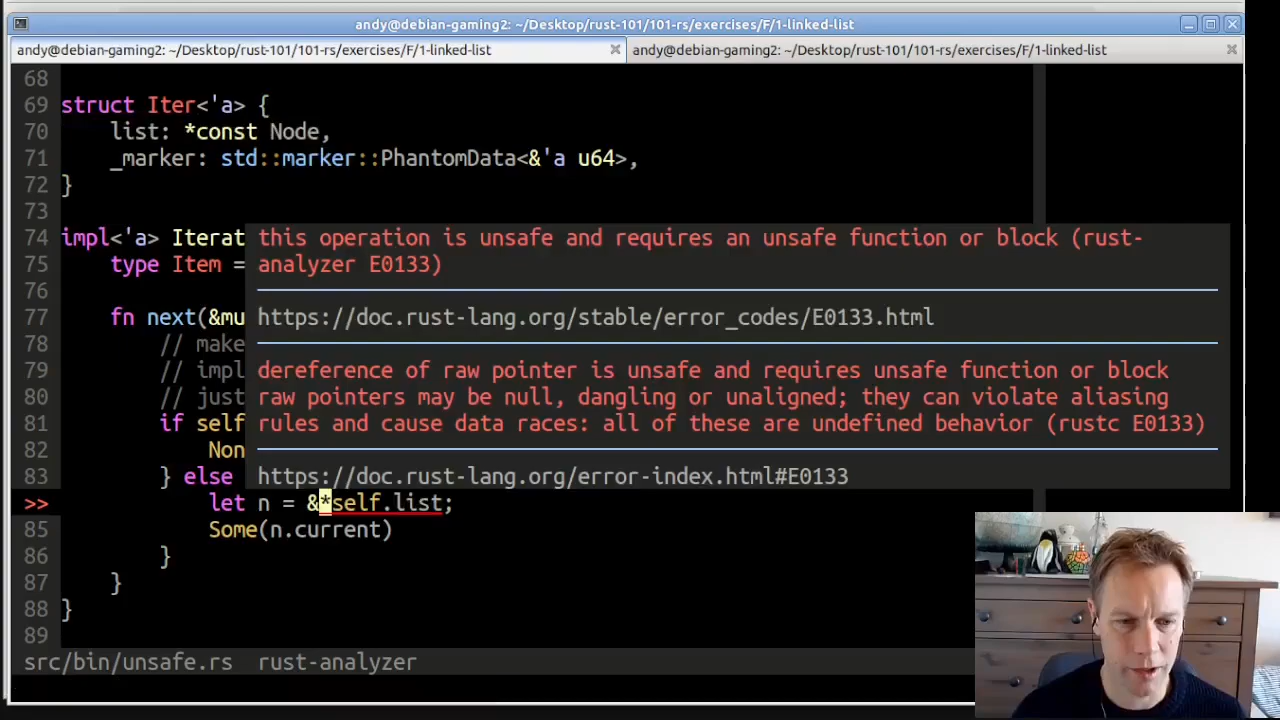 andy@debian-gaming2: ~/Desktop/rust-101/101-rs/exercises/F/1-linked-list
andy@debian-gaming2: ~/Desktop/rust-101/101-rs/exercises/F/1-linked-list
andy@debian-gaming2: ~/Desktop/rust-101/101-rs/exercises/F/1-linked-list
68
69 struct Iter<'a> {
70     list: *const Node,
71     _marker: std::marker::PhantomData<&'a u64>,
72 }
73
74 impl<'a> Iterat
75     type Item =
76
77     fn next(&mu
78         // make
79         // impl
80         // just
81         if self
82             Non
83         } else
this operation is unsafe and requires an unsafe function or block (rust-
analyzer E0133)
https://doc.rust-lang.org/stable/error_codes/E0133.html
dereference of raw pointer is unsafe and requires unsafe function or block
raw pointers may be null, dangling or unaligned; they can violate aliasing
rules and cause data races: all of these are undefined behavior (rustc E0133)
https://doc.rust-lang.org/error-index.html#E0133
>>             let n = &*self.list;
85             Some(n.current)
86         }
87     }
88 }
89
src/bin/unsafe.rs  rust-analyzer